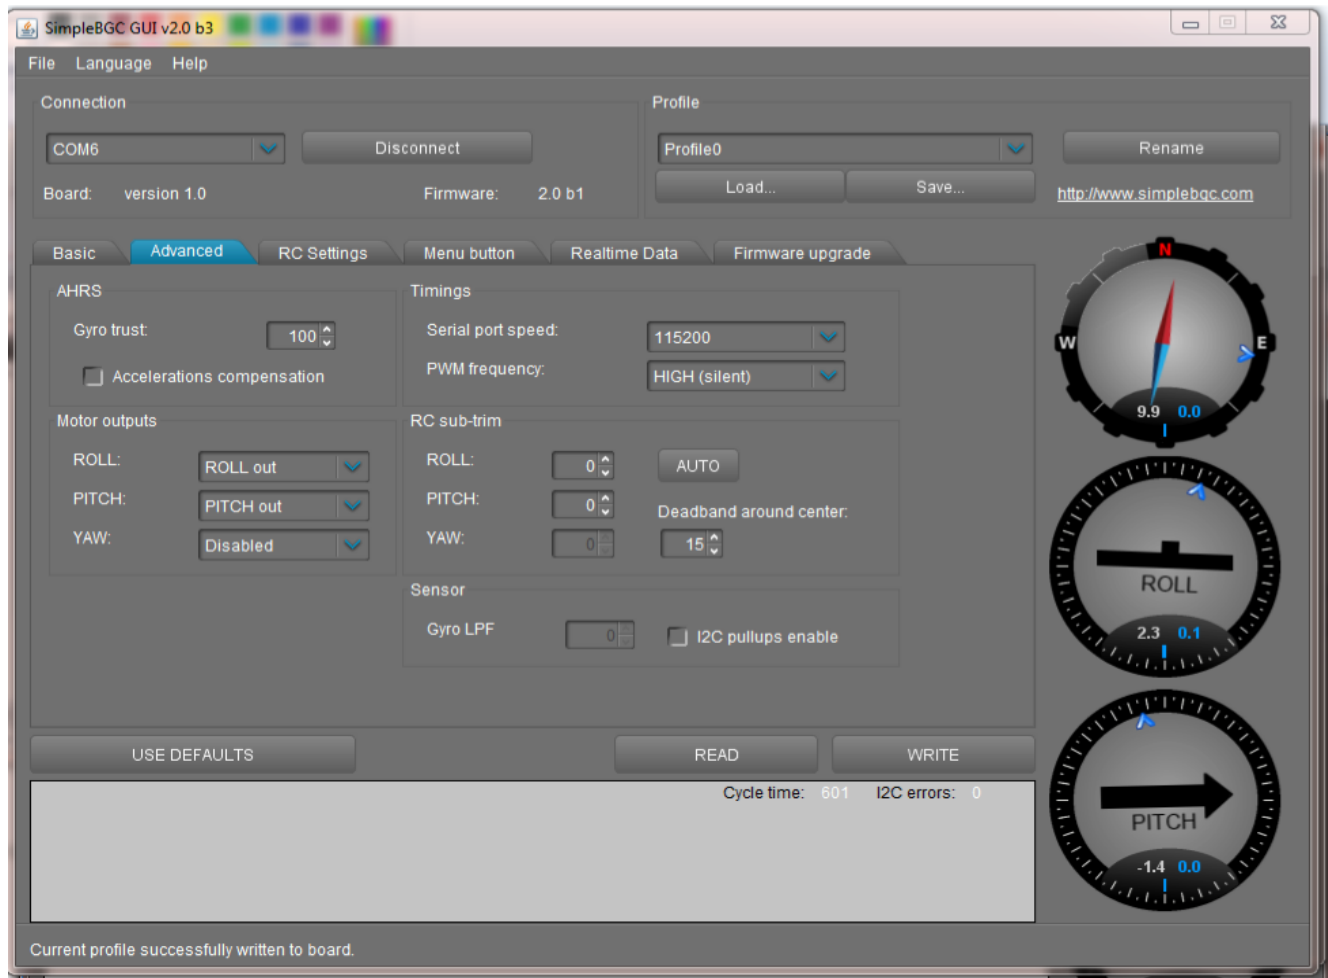 SimpleBGC GUI v2.0 b3
File Language Help
Connection
COM6 Disconnect
Board: version 1.0 Firmware: 2.0 b1
Profile
Profile0 Rename
Load... Save... http://www.simplebgc.com
Basic Advanced RC Settings Menu button Realtime Data Firmware upgrade
AHRS
Gyro trust: 100
Accelerations compensation
Timings
Serial port speed: 115200
PWM frequency: HIGH (silent)
Motor outputs
ROLL: ROLL out
PITCH: PITCH out
YAW: Disabled
RC sub-trim
ROLL: 0 AUTO
PITCH: 0 Deadband around center:
YAW: 0 15
Sensor
Gyro LPF 0 I2C pullups enable
N
W E
9.9 0.0
ROLL
2.3 0.1
PITCH
-1.4 0.0
USE DEFAULTS READ WRITE
Cycle time: 601 I2C errors: 0
Current profile successfully written to board.